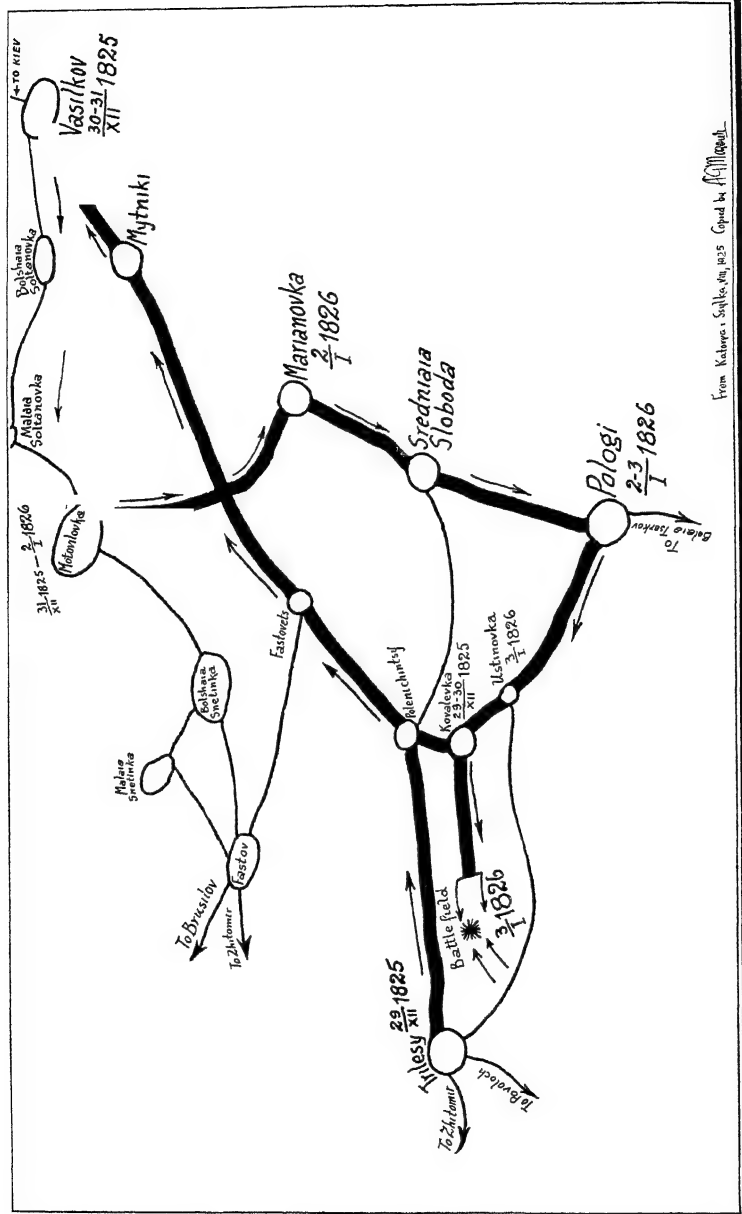 TO KIEV
Vasilkov
30-31/XII 1825
Bolshaia
Soltanovka
Malaia
Soltanovka
Mytniki
31/XII 1825 — 2/I 1826
Motovilovka
Marianovka
2/I 1826
Sredniaia
Sloboda
Pologi
2-3/I 1826
To
Belaia Tserkov
Fastovets
Bolshaia
Snetinka
Malaia
Snetinka
Fastov
To Brusilov
To Zhitomir
Polenichintsy
Kovalevka
29-30/XII 1825
Ustinovka
3/I 1826
Battle field
3/I 1826
Trilesy
29/XII 1825
To Zhitomir
To Pavoloch
From Katorga i Ssylka, VIII, 1925 Copied by